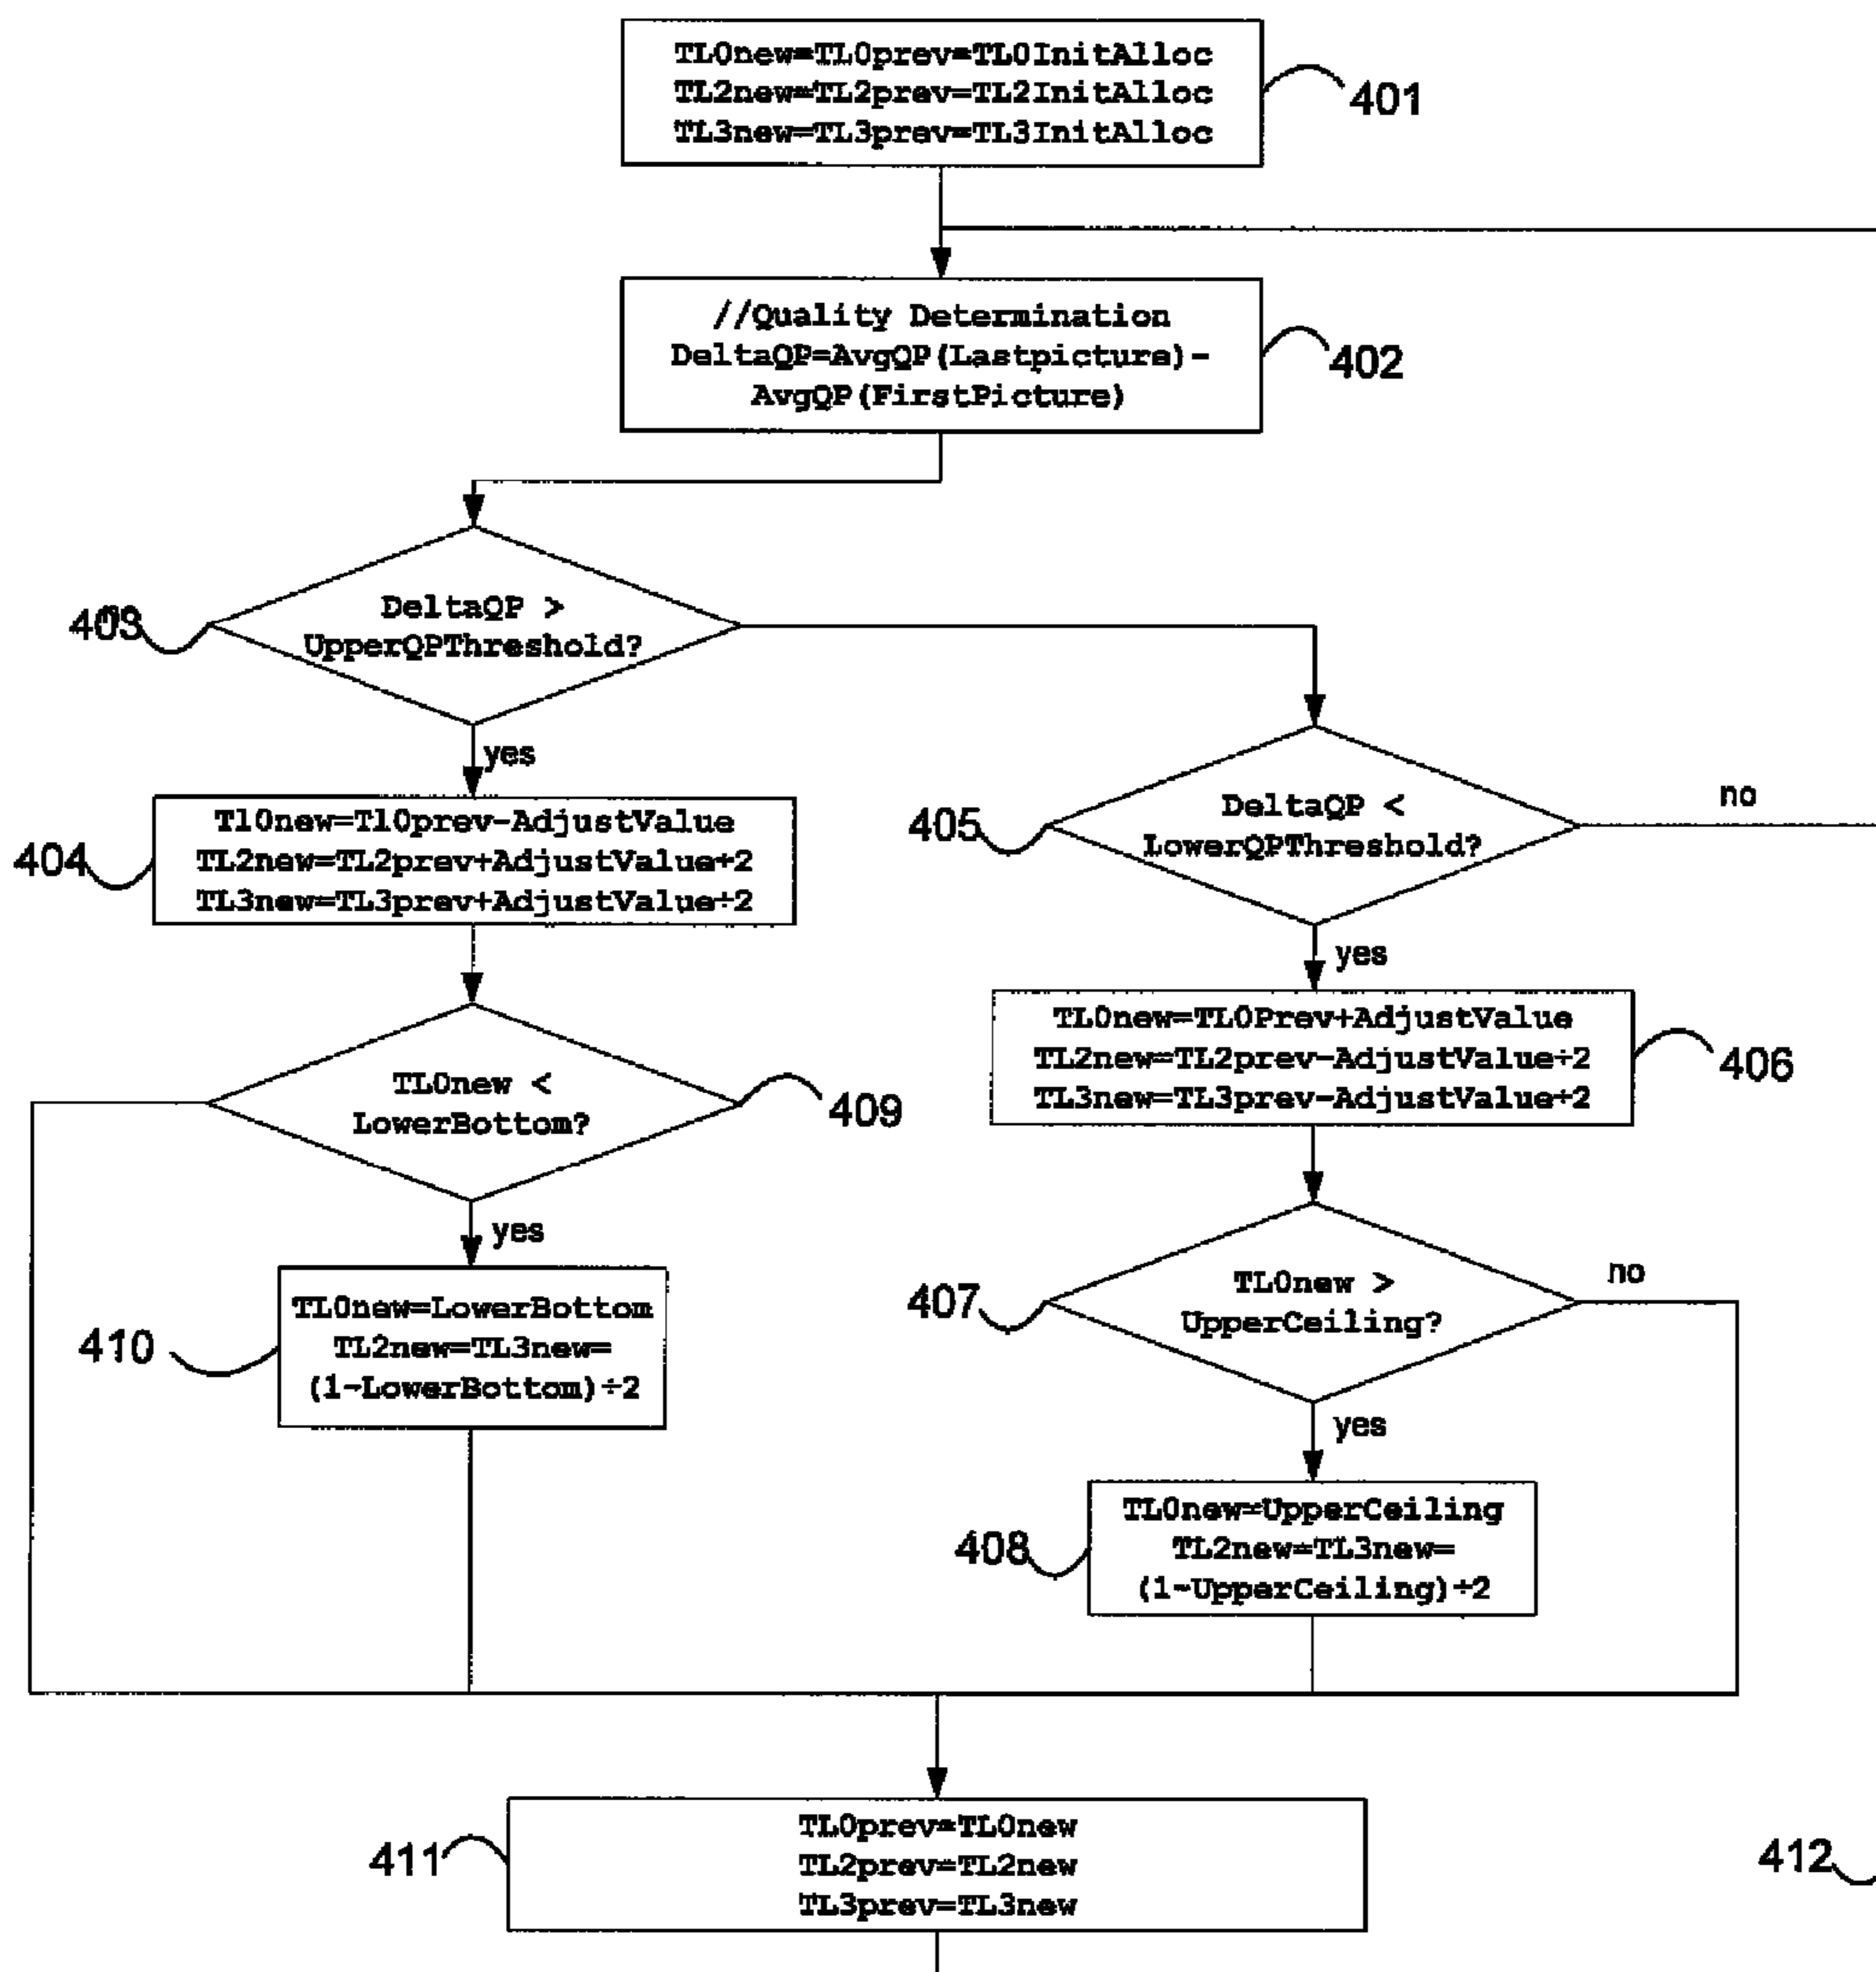 TL0new=TL0prev=TL0InitAlloc
TL2new=TL2prev=TL2InitAlloc
TL3new=TL3prev=TL3InitAlloc
401
//Quality Determination
DeltaQP=AvgQP(Lastpicture)-
AvgQP(FirstPicture)
402
403
DeltaQP >
UpperQPThreshold?
yes
404
Tl0new=Tl0prev-AdjustValue
TL2new=TL2prev+AdjustValue÷2
TL3new=TL3prev+AdjustValue÷2
405
DeltaQP <
LowerQPThreshold?
no
yes
TL0new=TL0Prev+AdjustValue
TL2new=TL2prev-AdjustValue÷2
TL3new=TL3prev-AdjustValue÷2
406
TL0new <
LowerBottom?
409
yes
410
TL0new=LowerBottom
TL2new=TL3new=
(1-LowerBottom)÷2
407
TL0new >
UpperCeiling?
no
yes
408
TL0new=UpperCeiling
TL2new=TL3new=
(1-UpperCeiling)÷2
411
TL0prev=TL0new
TL2prev=TL2new
TL3prev=TL3new
412